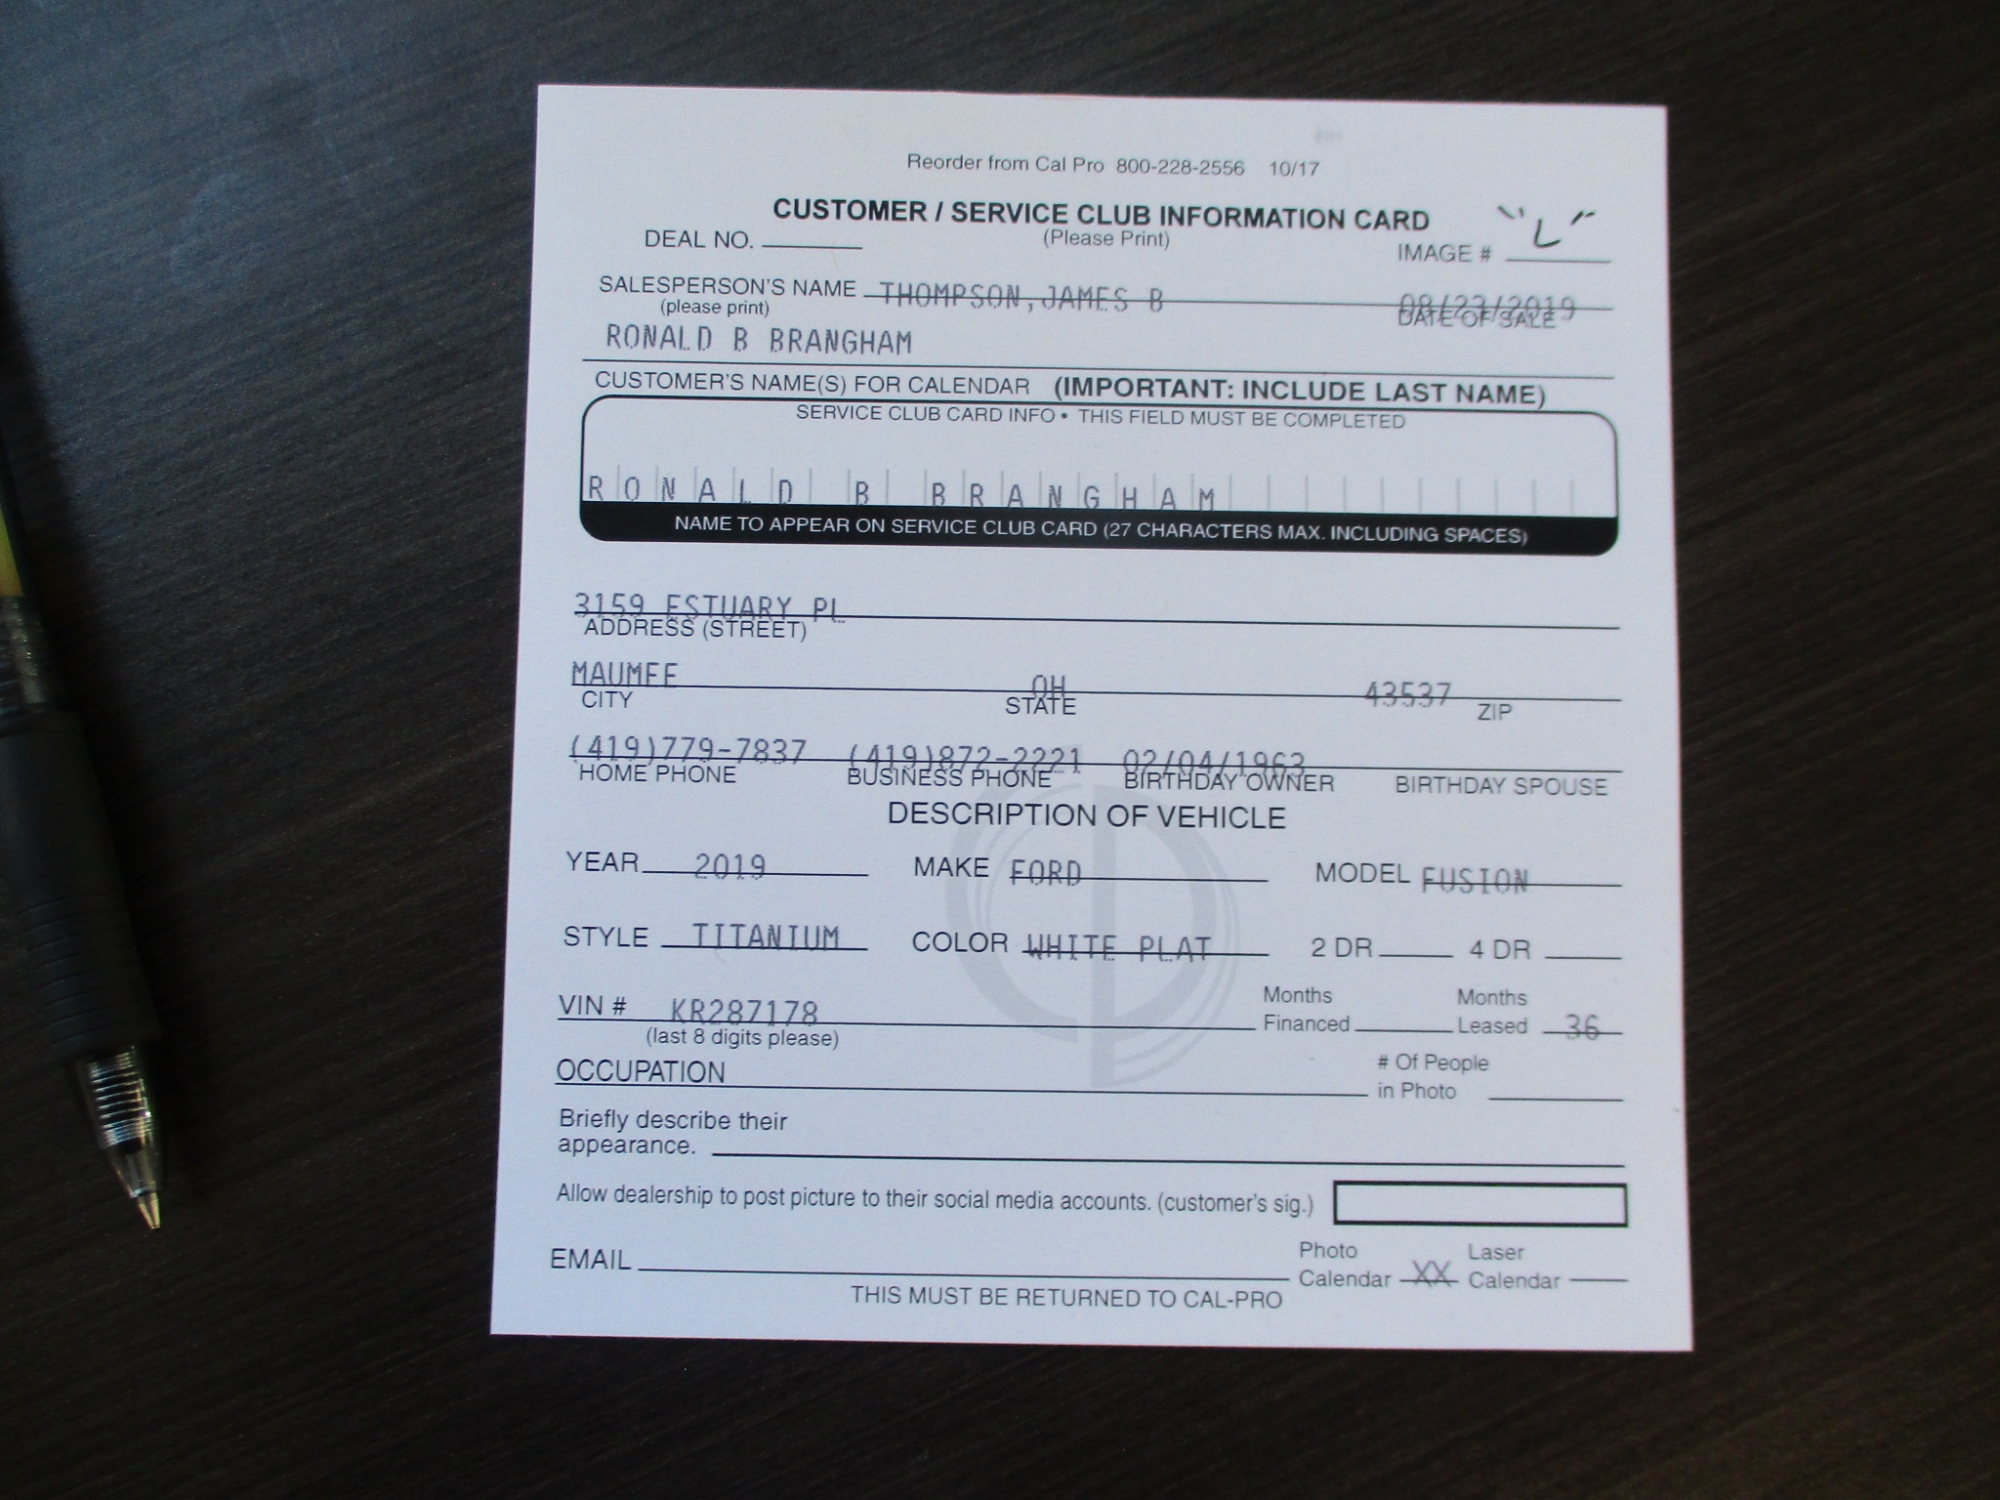 Reorder from Cal Pro 800-228-2556 10/17
CUSTOMER / SERVICE CLUB INFORMATION CARD
DEAL NO. (Please Print) IMAGE # "L"
SALESPERSON'S NAME THOMPSON, JAMES B 08/23/2019
(please print) DATE OF SALE
RONALD B BRANGHAM
CUSTOMER'S NAME(S) FOR CALENDAR (IMPORTANT: INCLUDE LAST NAME)
SERVICE CLUB CARD INFO • THIS FIELD MUST BE COMPLETED
RONALD B BRANGHAM
NAME TO APPEAR ON SERVICE CLUB CARD (27 CHARACTERS MAX. INCLUDING SPACES)
3159 ESTUARY PL
ADDRESS (STREET)
MAUMEE OH 43537
CITY STATE ZIP
(419)779-7837 (419)872-2221 02/04/1963
HOME PHONE BUSINESS PHONE BIRTHDAY OWNER BIRTHDAY SPOUSE
DESCRIPTION OF VEHICLE
YEAR 2019 MAKE FORD MODEL FUSION
STYLE TITANIUM COLOR WHITE PLAT 2 DR 4 DR
VIN # KR287178 Months Financed Months Leased 36
(last 8 digits please)
OCCUPATION # Of People in Photo
Briefly describe their
appearance.
Allow dealership to post picture to their social media accounts. (customer's sig.)
EMAIL Photo Calendar XX Laser Calendar
THIS MUST BE RETURNED TO CAL-PRO